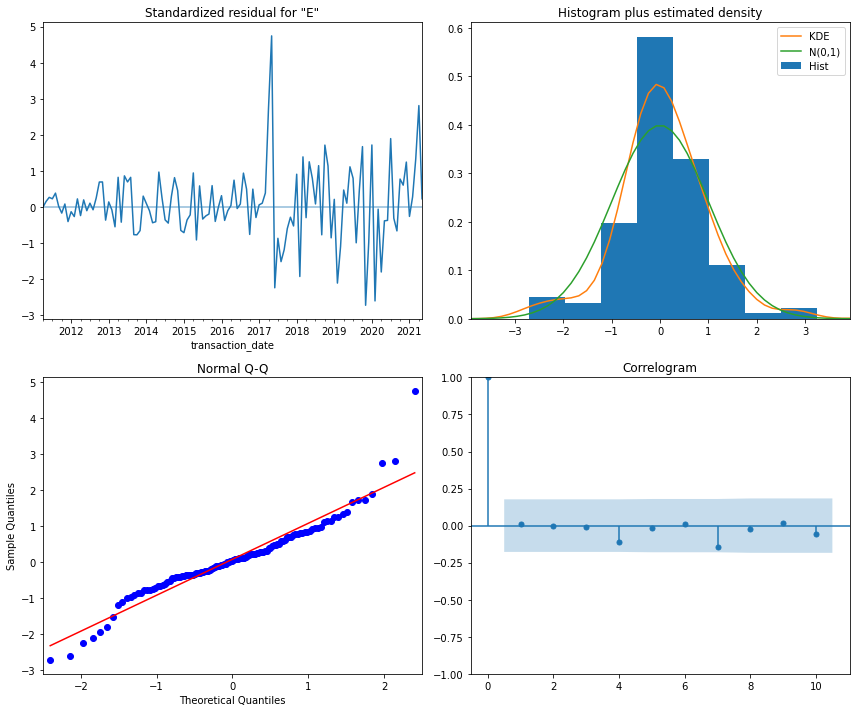 Standardized residual for "E"
5
4
3
2
1
0
−1
−2
−3
2012 2013 2014 2015 2016 2017 2018 2019 2020 2021
transaction_date
Histogram plus estimated density
KDE
N(0,1)
Hist
0.6
0.5
0.4
0.3
0.2
0.1
0.0
−3 −2 −1 0 1 2 3
Normal Q-Q
Sample Quantiles
5
4
3
2
1
0
−1
−2
−3
−2 −1 0 1 2
Theoretical Quantiles
Correlogram
1.00
0.75
0.50
0.25
0.00
−0.25
−0.50
−0.75
−1.00
0 2 4 6 8 10